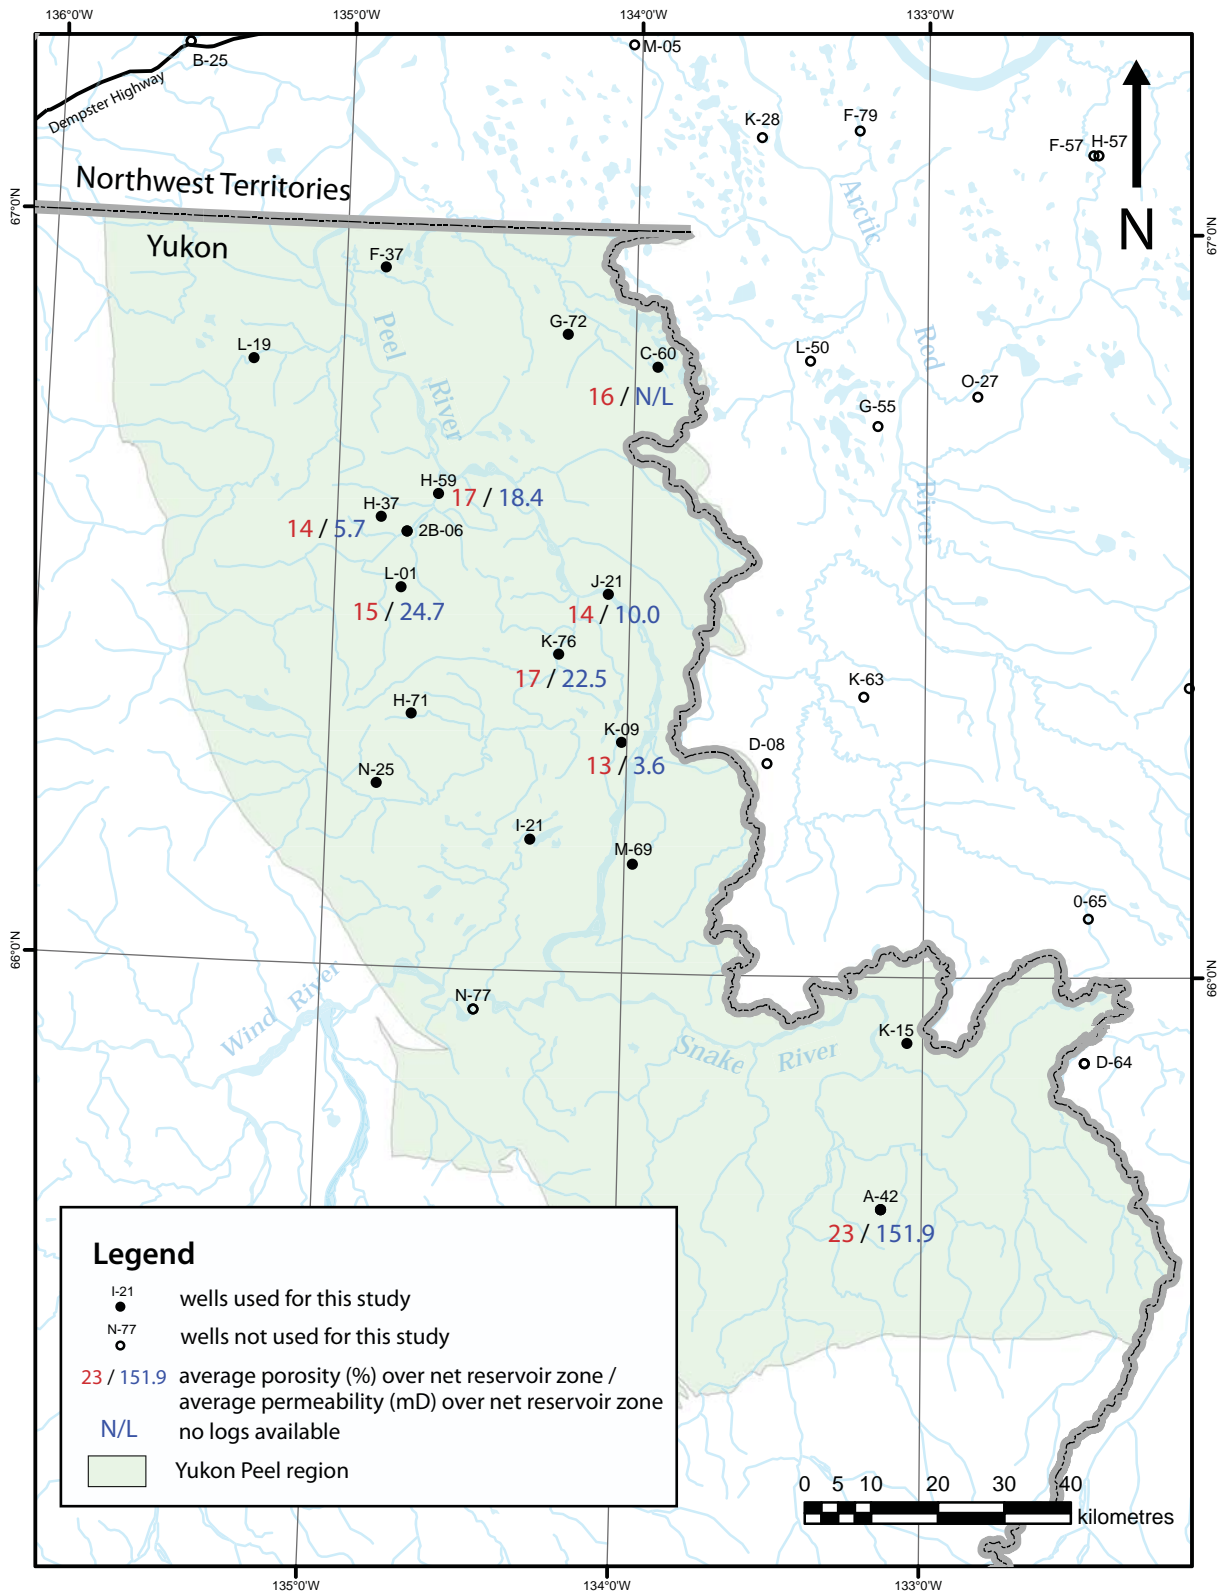 136°0'W
135°0'W
134°0'W
133°0'W
B-25
M-05
Dempster Highway
K-28
F-79
F-57
H-57
Northwest Territories
67°0'N
Arctic
N
67°0'N
Yukon
F-37
G-72
Peel
L-19
C-60
L-50
Red
O-27
16 / N/L
River
G-55
H-59
17 / 18.4
H-37
14 / 5.7
2B-06
River
L-01
15 / 24.7
J-21
14 / 10.0
K-76
17 / 22.5
K-63
H-71
K-09
13 / 3.6
D-08
N-25
I-21
M-69
0-65
66°0'N
66°0'N
Wind River
N-77
Snake River
K-15
D-64
A-42
23 / 151.9
Legend
I-21
wells used for this study
N-77
wells not used for this study
23 / 151.9
average porosity (%) over net reservoir zone /
average permeability (mD) over net reservoir zone
N/L
no logs available
Yukon Peel region
0 5 10 20 30 40
kilometres
135°0'W
134°0'W
133°0'W